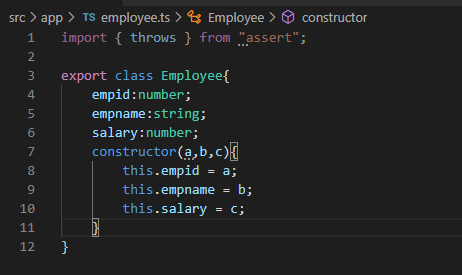 src > app > TS employee.ts > Employee > constructor
1 import { throws } from "assert";
2
3 export class Employee{
4 empid:number;
5 empname:string;
6 salary:number;
7 constructor(a,b,c){
8 this.empid = a;
9 this.empname = b;
10 this.salary = c;
11 }
12 }